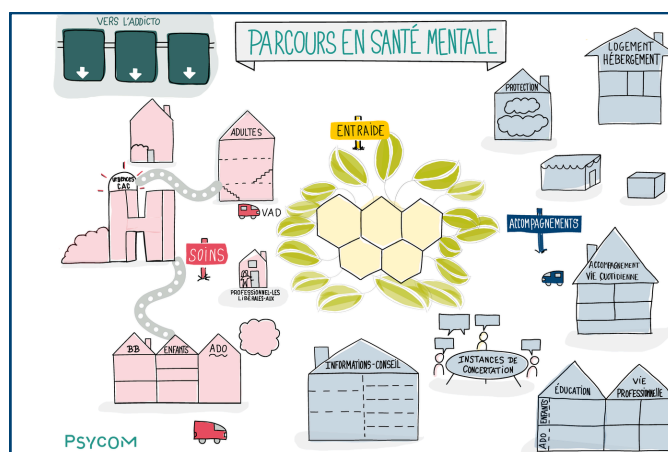 VERS L'ADDICTO
PARCOURS EN SANTÉ MENTALE
LOGEMENT
HÉBERGEMENT
PROTECTION
ADULTES
ENTRAIDE
URGENCES
CAC
VAD
SOINS
ACCOMPAGNEMENTS
PROFESSIONNEL·LES
LIBÉRALES·AUX
ACCOMPAGNEMENT
VIE QUOTIDIENNE
BB
ENFANTS
ADO
INFORMATIONS-CONSEIL
INSTANCES DE
CONCERTATION
ÉDUCATION
VIE
PROFESSIONNELLE
ENFANTS
ADO
PSYCOM